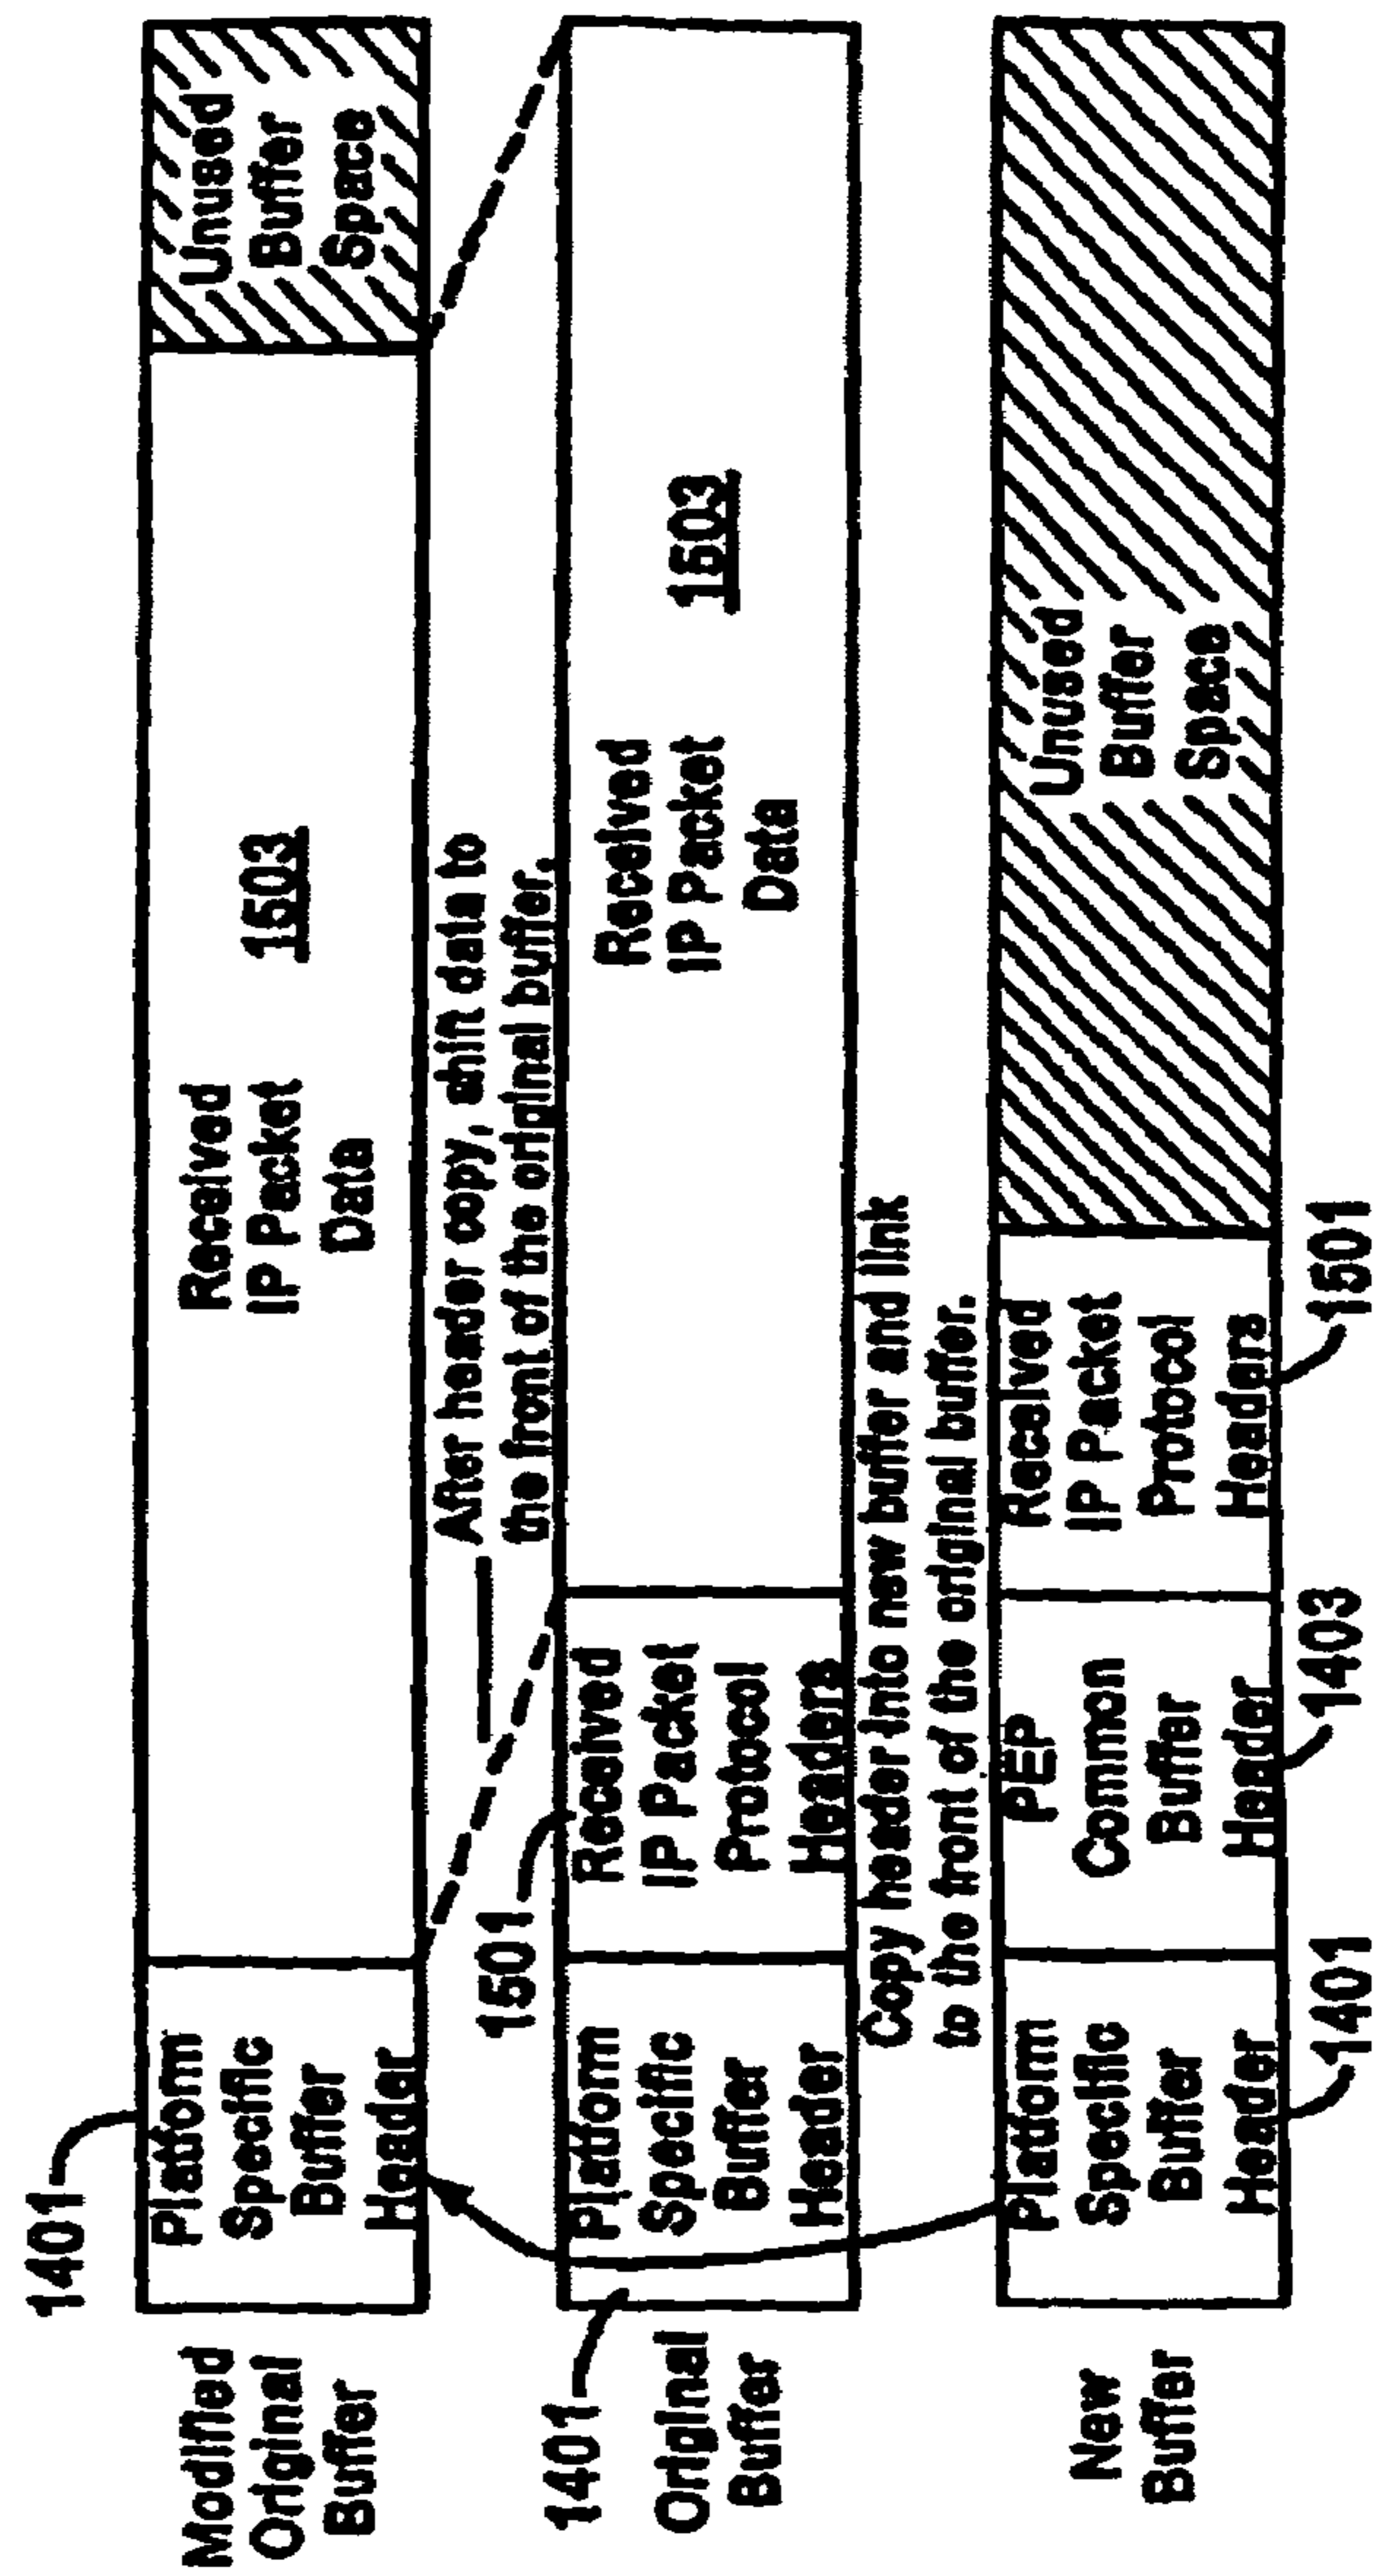 1401
Modified
Original
Buffer
Platform
Specific
Buffer
Header
Received
IP Packet
Data
1503
Unused
Buffer
Space
After header copy, shift data to
the front of the original buffer.
1401
1501
Original
Buffer
Platform
Specific
Buffer
Header
Received
IP Packet
Protocol
Headers
Received
IP Packet
Data
1503
Copy header into new buffer and link
to the front of the original buffer.
New
Buffer
Platform
Specific
Buffer
Header
PEP
Common
Buffer
Header
Received
IP Packet
Protocol
Headers
Unused
Buffer
Space
1401
1403
1501